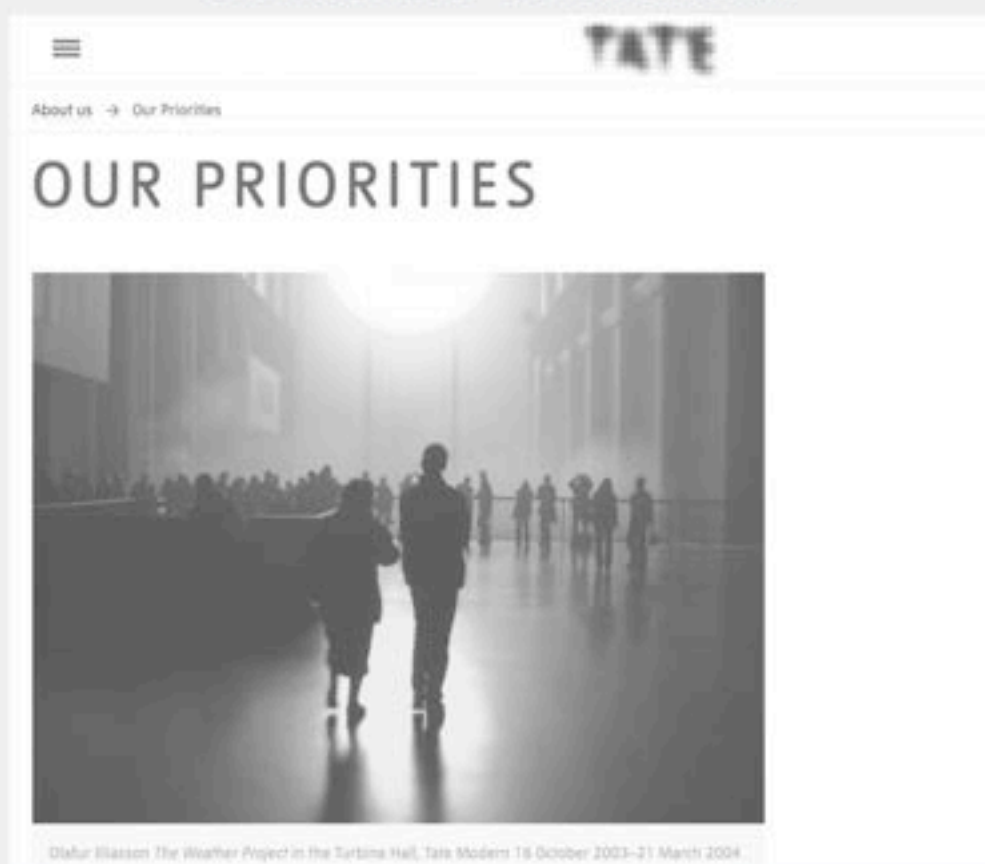 TATE
About us → Our Priorities
OUR PRIORITIES
Olafur Eliasson The Weather Project in the Turbine Hall, Tate Modern 16 October 2003–21 March 2004